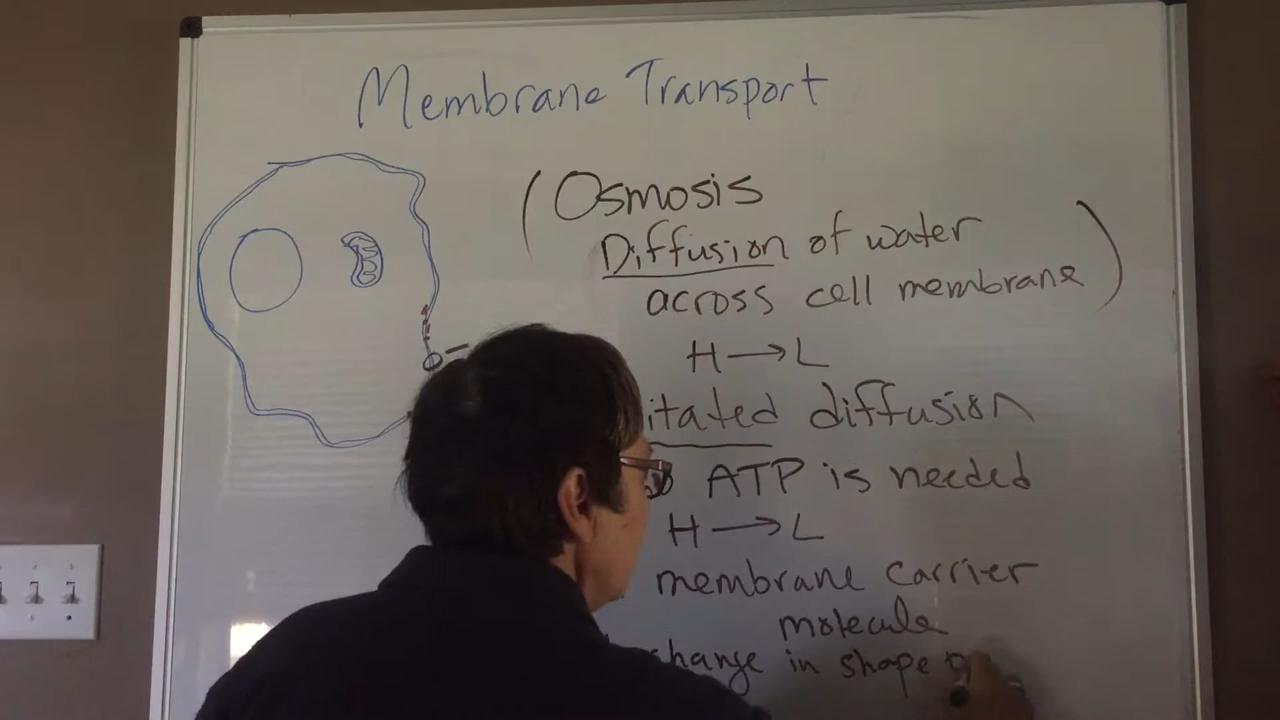 Membrane Transport
(Osmosis
Diffusion of water
across cell membrane)
H → L
itated diffusion
ATP is needed
H → L
membrane carrier
molecule
change in shape